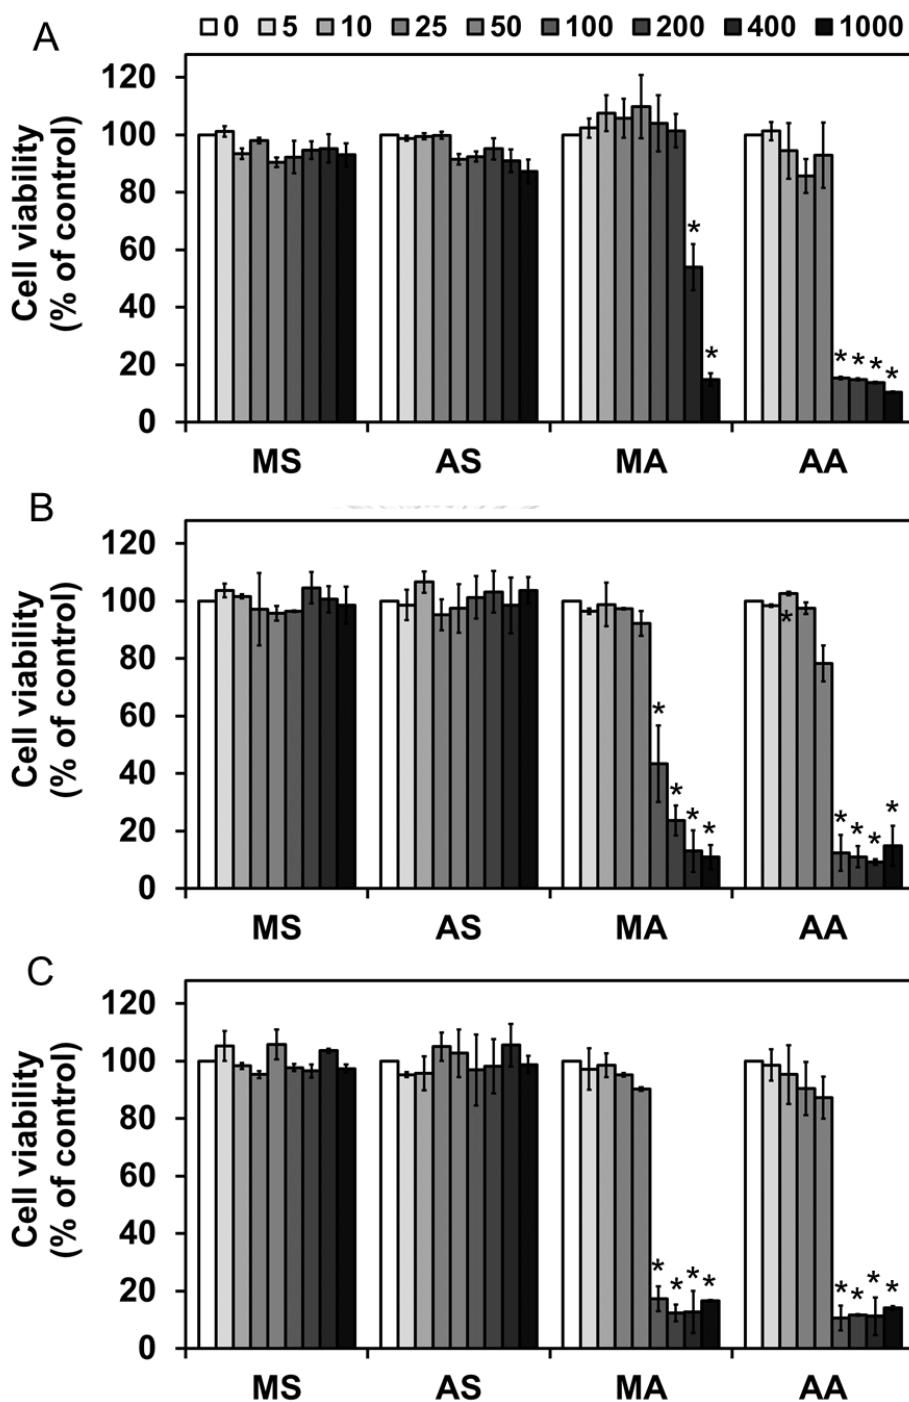 A
0 5 10 25 50 100 200 400 1000
Cell viability
(% of control)
120
100
80
60
40
20
0
* * * * * *
MS AS MA AA
B
Cell viability
(% of control)
120
100
80
60
40
20
0
* * * * * * * * *
MS AS MA AA
C
Cell viability
(% of control)
120
100
80
60
40
20
0
* * * * * * * *
MS AS MA AA